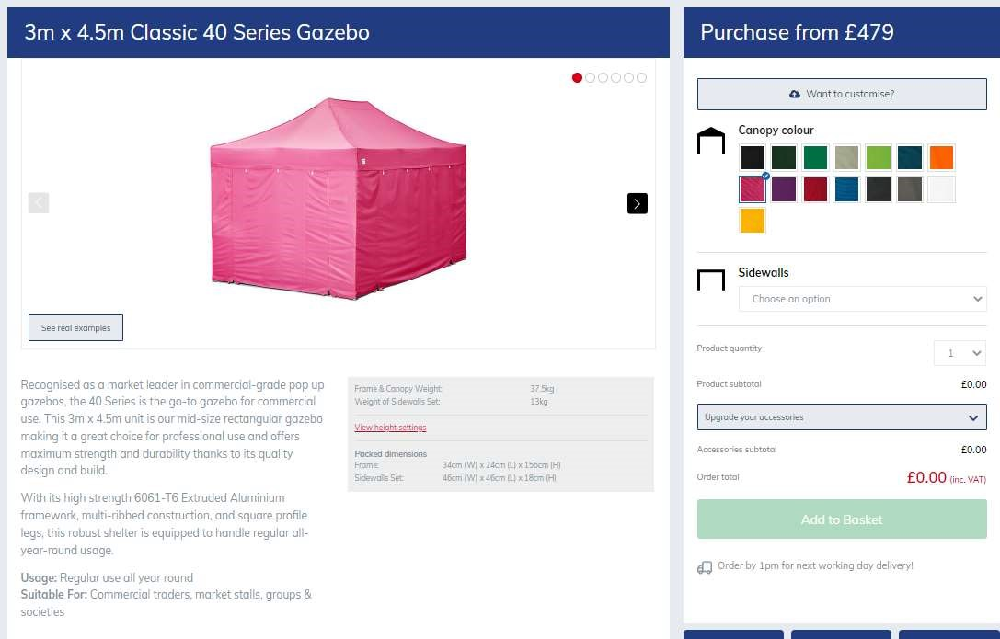 3m x 4.5m Classic 40 Series Gazebo
See real examples
Recognised as a market leader in commercial-grade pop up
gazebos, the 40 Series is the go-to gazebo for commercial
use. This 3m x 4.5m unit is our mid-size rectangular gazebo
making it a great choice for professional use and offers
maximum strength and durability thanks to its quality
design and build.
With its high strength 6061-T6 Extruded Aluminium
framework, multi-ribbed construction, and square profile
legs, this robust shelter is equipped to handle regular all-
year-round usage.
Usage: Regular use all year round
Suitable For: Commercial traders, market stalls, groups &
societies
Frame & Canopy Weight: 37.5kg
Weight of Sidewalls Set: 13kg
View height settings
Packed dimensions
Frame: 34cm (W) x 24cm (L) x 156cm (H)
Sidewalls Set: 46cm (W) x 46cm (L) x 18cm (H)
Purchase from £479
Want to customise?
Canopy colour
Sidewalls
Choose an option
Product quantity 1
Product subtotal £0.00
Upgrade your accessories
Accessories subtotal £0.00
Order total £0.00 (inc. VAT)
Add to Basket
Order by 1pm for next working day delivery!